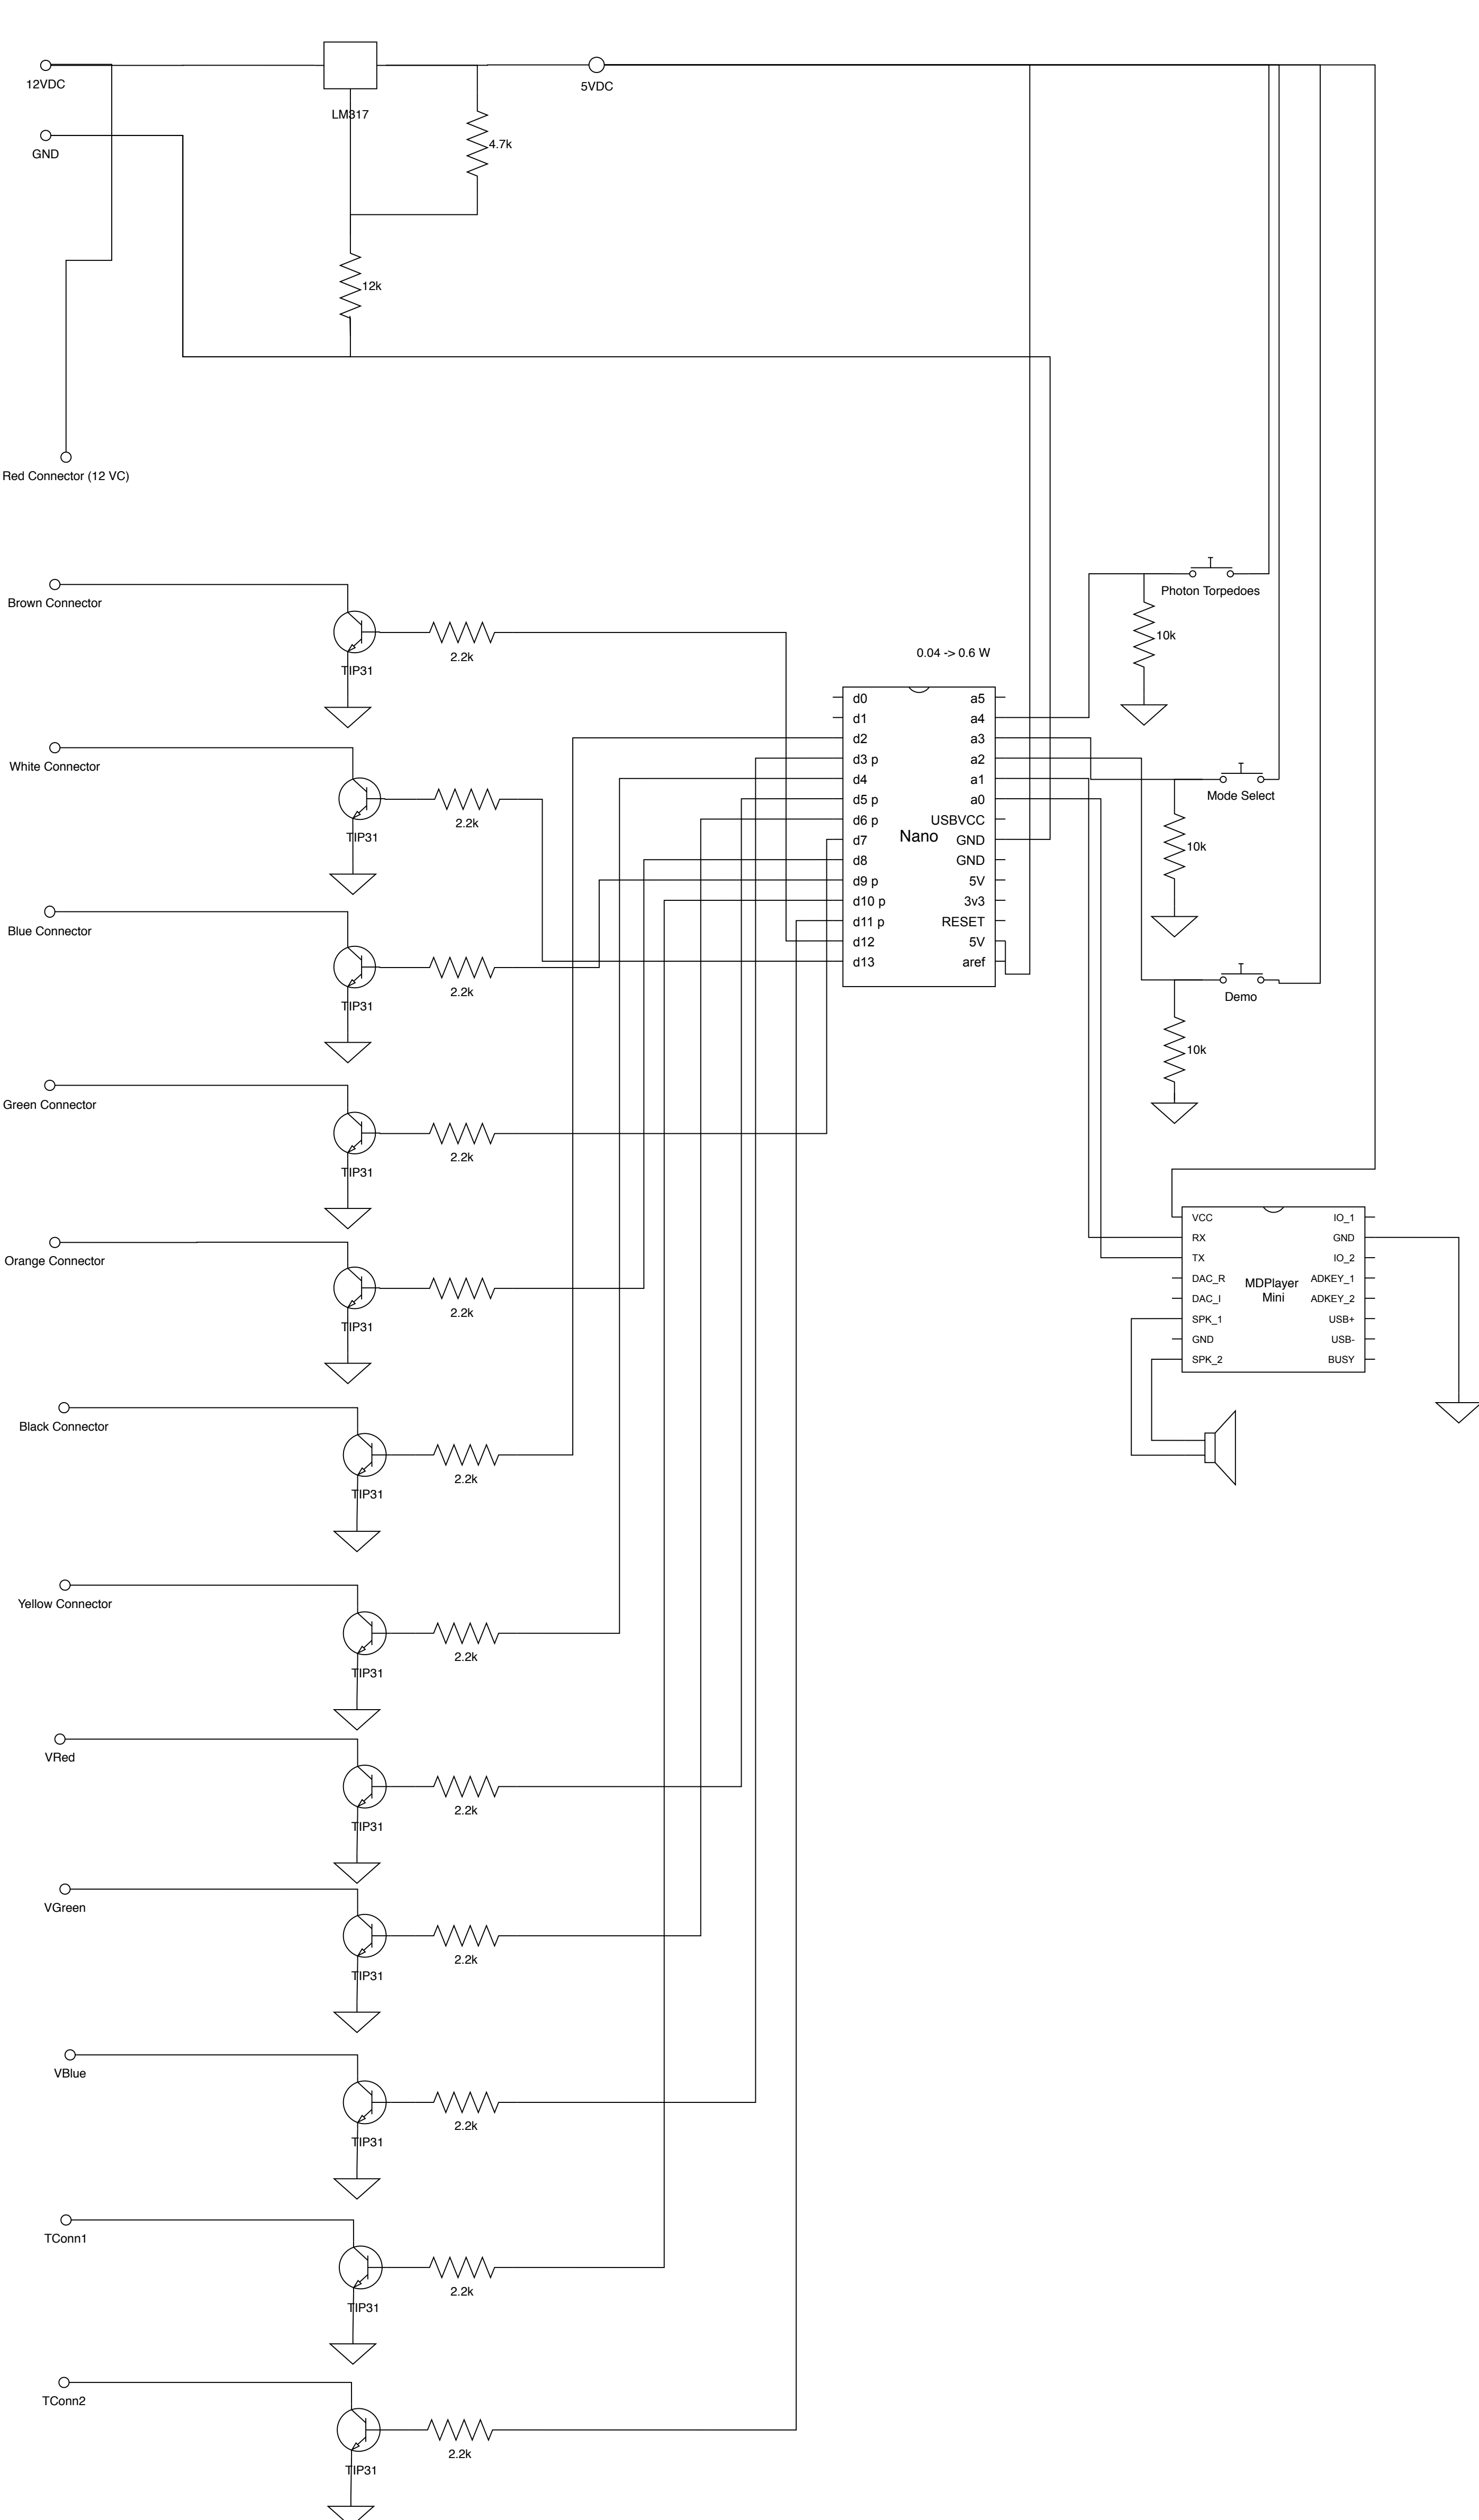 12VDC
GND
LM317
4.7k
5VDC
12k
Red Connector (12 VC)
Brown Connector
TIP31
2.2k
White Connector
TIP31
2.2k
Blue Connector
TIP31
2.2k
Green Connector
TIP31
2.2k
Orange Connector
TIP31
2.2k
Black Connector
TIP31
2.2k
Yellow Connector
TIP31
2.2k
VRed
TIP31
2.2k
VGreen
TIP31
2.2k
VBlue
TIP31
2.2k
TConn1
TIP31
2.2k
TConn2
TIP31
2.2k
0.04 -> 0.6 W
Nano
d0
d1
d2
d3 p
d4
d5 p
d6 p
d7
d8
d9 p
d10 p
d11 p
d12
d13
a5
a4
a3
a2
a1
a0
USBVCC
GND
GND
5V
3v3
RESET
5V
aref
Photon Torpedoes
10k
Mode Select
10k
Demo
10k
MDPlayer
Mini
VCC
RX
TX
DAC_R
DAC_I
SPK_1
GND
SPK_2
IO_1
GND
IO_2
ADKEY_1
ADKEY_2
USB+
USB-
BUSY